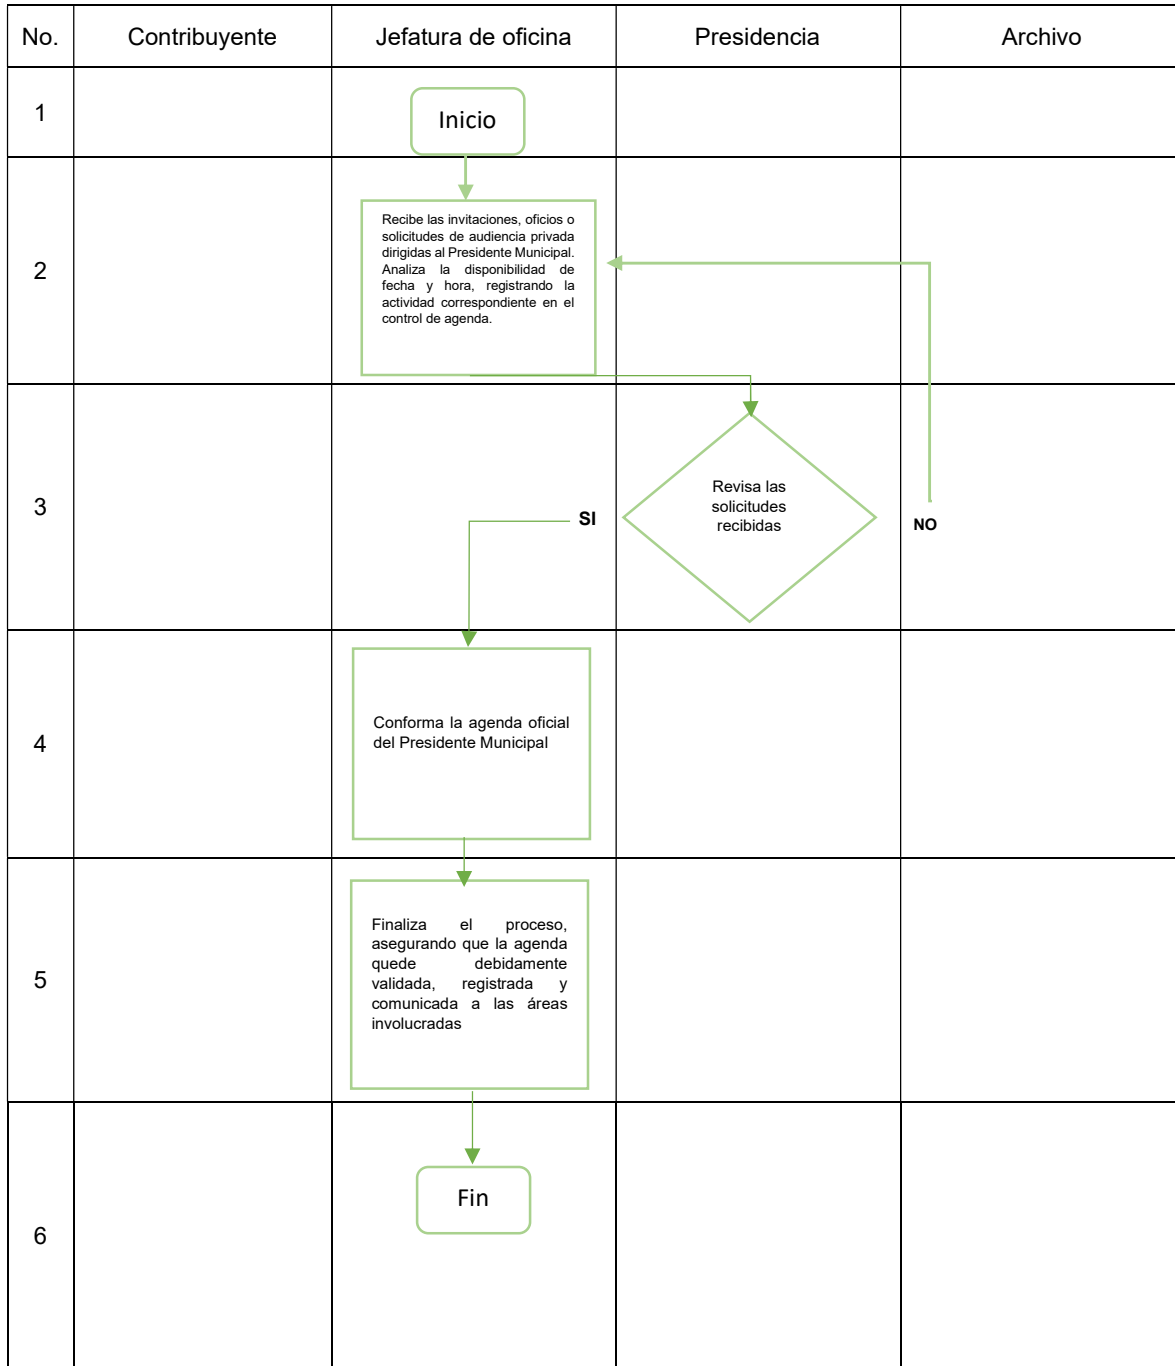 No. Contribuyente Jefatura de oficina Presidencia Archivo
1
Inicio
2
Recibe las invitaciones, oficios o
solicitudes de audiencia privada
dirigidas al Presidente Municipal.
Analiza la disponibilidad de
fecha y hora, registrando la
actividad correspondiente en el
control de agenda.
3
SI
Revisa las
solicitudes
recibidas
NO
4
Conforma la agenda oficial
del Presidente Municipal
5
Finaliza el proceso,
asegurando que la agenda
quede debidamente
validada, registrada y
comunicada a las áreas
involucradas
6
Fin